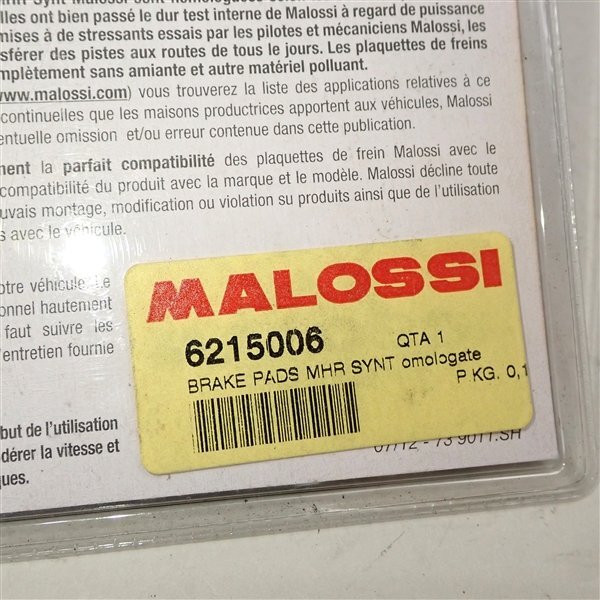 Synt Malossi sont homologuées selon
elles ont bien passé le dur test interne de Malossi à regard de puissance
mises à de stressants essais par les pilotes et mécaniciens Malossi, les
nsférer des pistes aux routes de tous le jours. Les plaquettes de freins
omplètement sans amiante et autre matériel polluant.
www.malossi.com) vous trouverez la liste des applications relatives à ce
continuelles que les maisons productrices apportent aux véhicules, Malossi
entuelle omission et/ou erreur contenue dans cette publication.
ment la parfait compatibilité des plaquettes de frein Malossi avec le
compatibilité du produit avec la marque et le modèle. Malossi décline toute
auvais montage, modification ou violation su produits ainsi que de l'utilisation
s avec le véhicule.
otre véhicule. Le
onnel hautement
faut suivre les
'entretien fournie
but de l'utilisation
dérer la vitesse et
ques.
MALOSSI
6215006 QTA 1
BRAKE PADS MHR SYNT omologate
P KG. 0,1
07/12 - 73 9011.SH